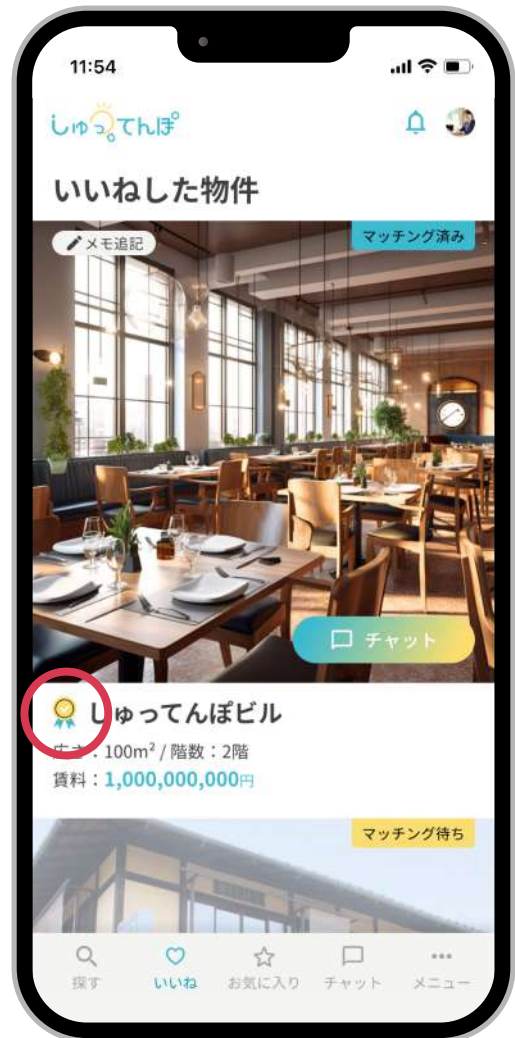 11:54
しゅってんぽ
いいねした物件
メモ追記
マッチング済み
チャット
しゅってんぽビル
広さ：100m² / 階数：2階
賃料：1,000,000,000円
マッチング待ち
探す
いいね
お気に入り
チャット
メニュー